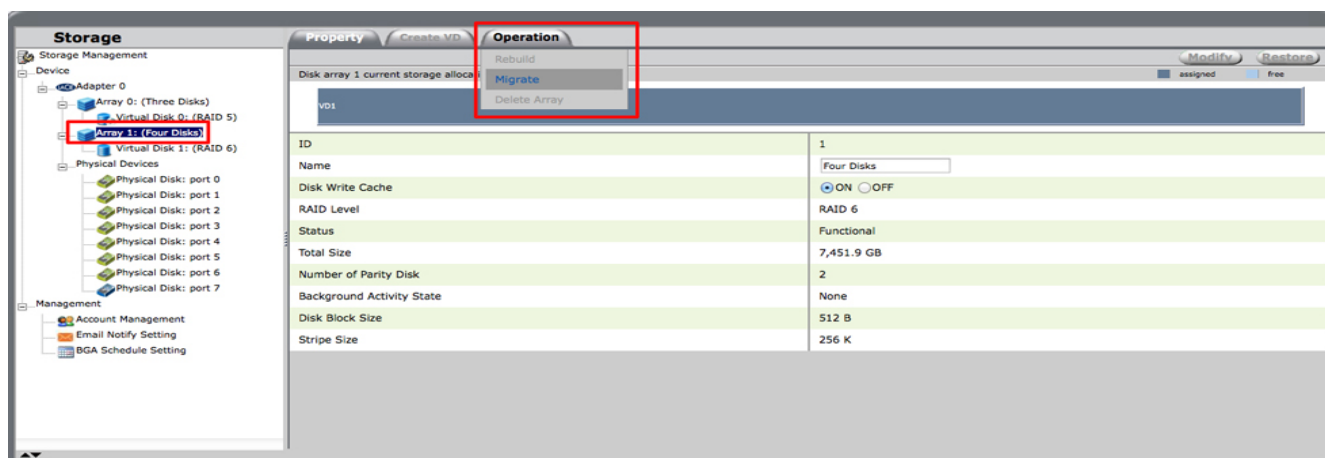 Storage
Storage Management
Device
Adapter 0
Array 0: (Three Disks)
Virtual Disk 0: (RAID 5)
Array 1: (Four Disks)
Virtual Disk 1: (RAID 6)
Physical Devices
Physical Disk: port 0
Physical Disk: port 1
Physical Disk: port 2
Physical Disk: port 3
Physical Disk: port 4
Physical Disk: port 5
Physical Disk: port 6
Physical Disk: port 7
Management
Account Management
Email Notify Setting
BGA Schedule Setting
Property Create VD Operation
Rebuild
Migrate
Delete Array
Modify Restore
Disk array 1 current storage
assigned free
VD1
ID 1
Name Four Disks
Disk Write Cache ON OFF
RAID Level RAID 6
Status Functional
Total Size 7,451.9 GB
Number of Parity Disk 2
Background Activity State None
Disk Block Size 512 B
Stripe Size 256 K